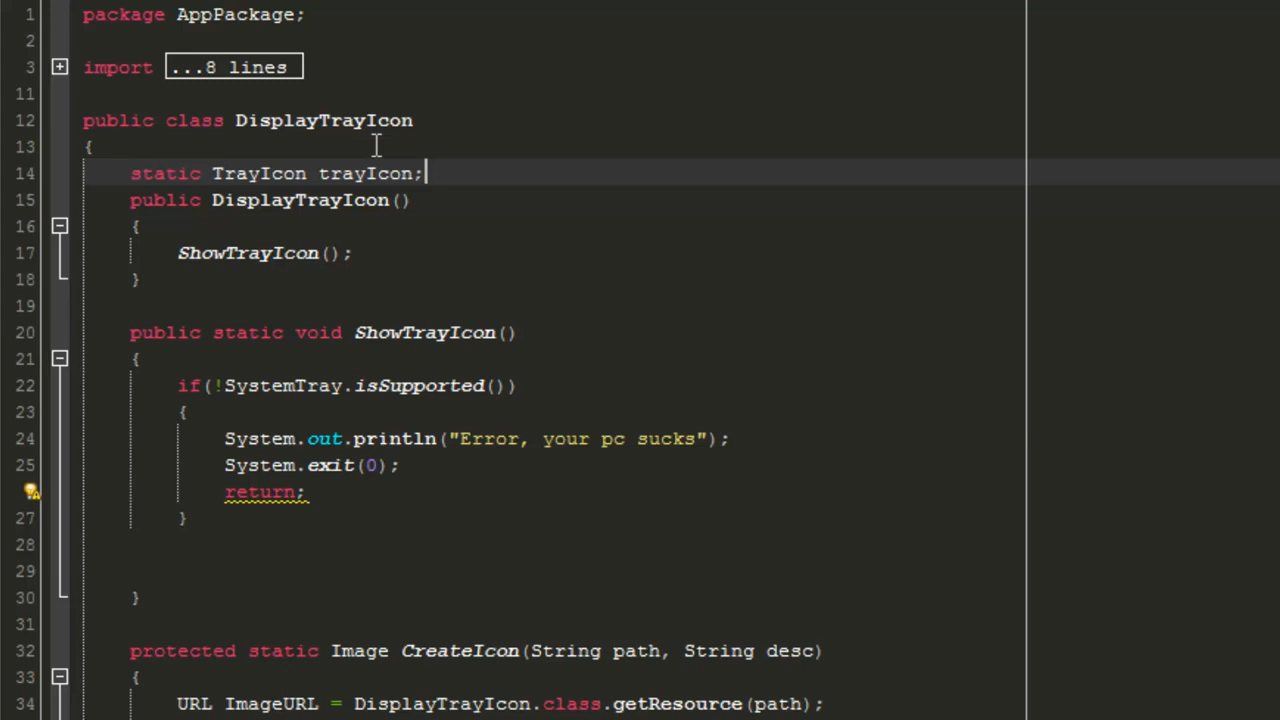 1 package AppPackage;
2
3 import ...8 lines
11
12 public class DisplayTrayIcon
13 {
14 static TrayIcon trayIcon;
15 public DisplayTrayIcon()
16 {
17 ShowTrayIcon();
18 }
19
20 public static void ShowTrayIcon()
21 {
22 if(!SystemTray.isSupported())
23 {
24 System.out.println("Error, your pc sucks");
25 System.exit(0);
return;
27 }
28
29
30 }
31
32 protected static Image CreateIcon(String path, String desc)
33 {
34 URL ImageURL = DisplayTrayIcon.class.getResource(path);